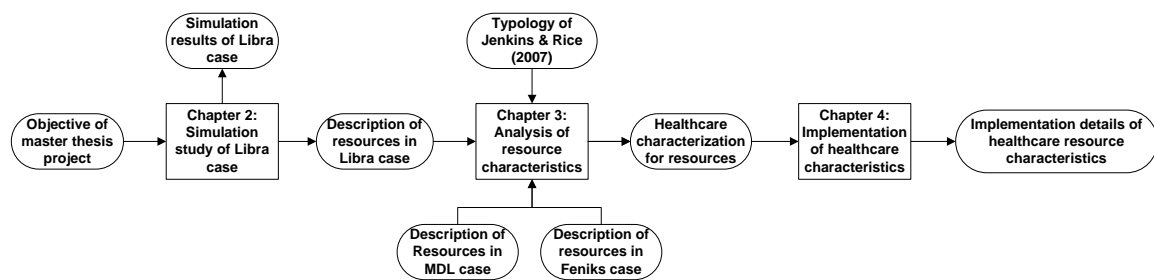 Simulation
results of Libra
case
Typology of
Jenkins & Rice
(2007)
Objective of
master thesis
project
Chapter 2:
Simulation
study of Libra
case
Description of
resources in
Libra case
Chapter 3:
Analysis of
resource
characteristics
Healthcare
characterization
for resources
Chapter 4:
Implementation
of healthcare
characteristics
Implementation details of
healthcare resource
characteristics
Description of
Resources in
MDL case
Description of
resources in
Feniks case